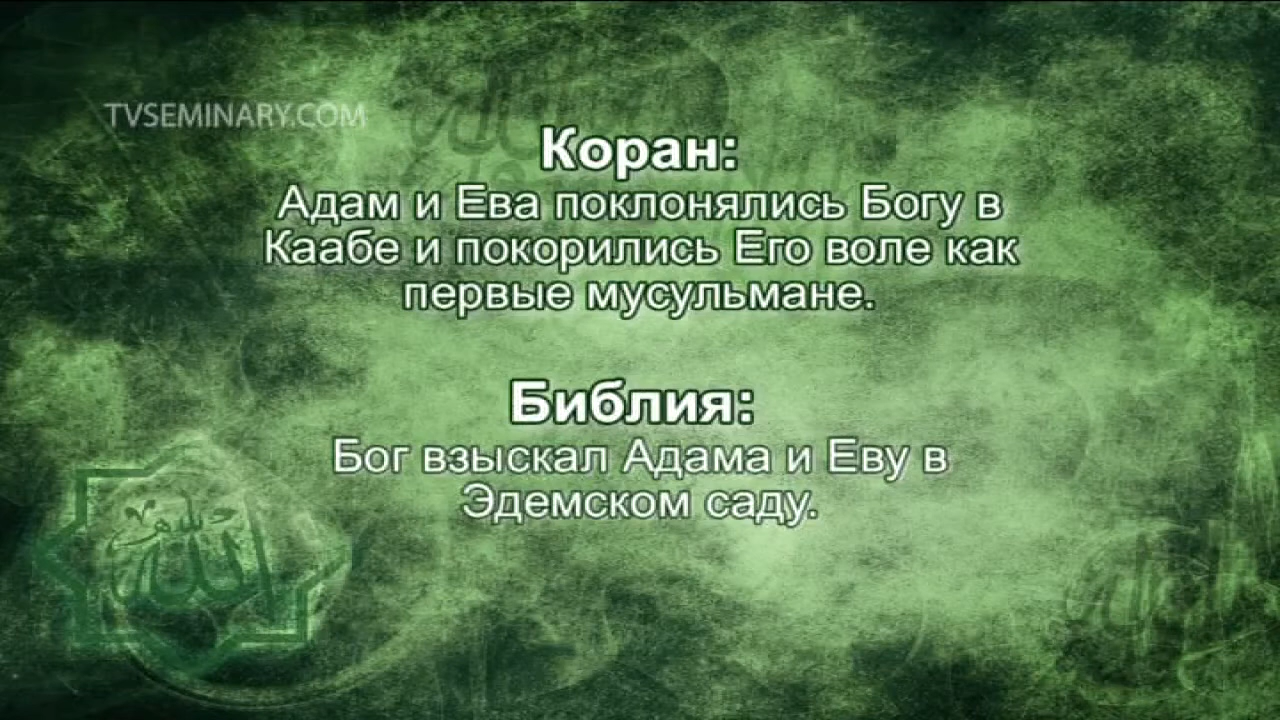 TVSEMINARY.COM
Коран:
Адам и Ева поклонялись Богу в
Каабе и покорились Его воле как
первые мусульмане.
Библия:
Бог взыскал Адама и Еву в
Эдемском саду.
الله